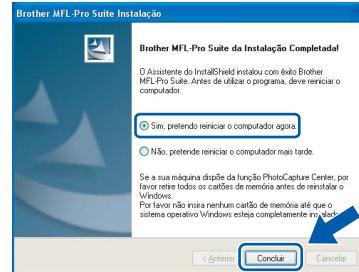 Brother MFL-Pro Suite Instalação
Brother MFL-Pro Suite da Instalação Completada!
O Assistente do InstallShield instalou com êxito Brother
MFL-Pro Suite. Antes de utilizar o programa, deve reiniciar o
computador.
Sim, pretendo reiniciar o computador agora.
Não, pretende reiniciar o computador mais tarde.
Se a sua máquina dispõe da função PhotoCapture Center, por
favor retire todos os cartões de memória antes de reinstalar o
Windows.
Por favor não insira nenhum cartão de memória até que o
sistema operativo Windows esteja completamente
< Anterior Concluir Cancelar